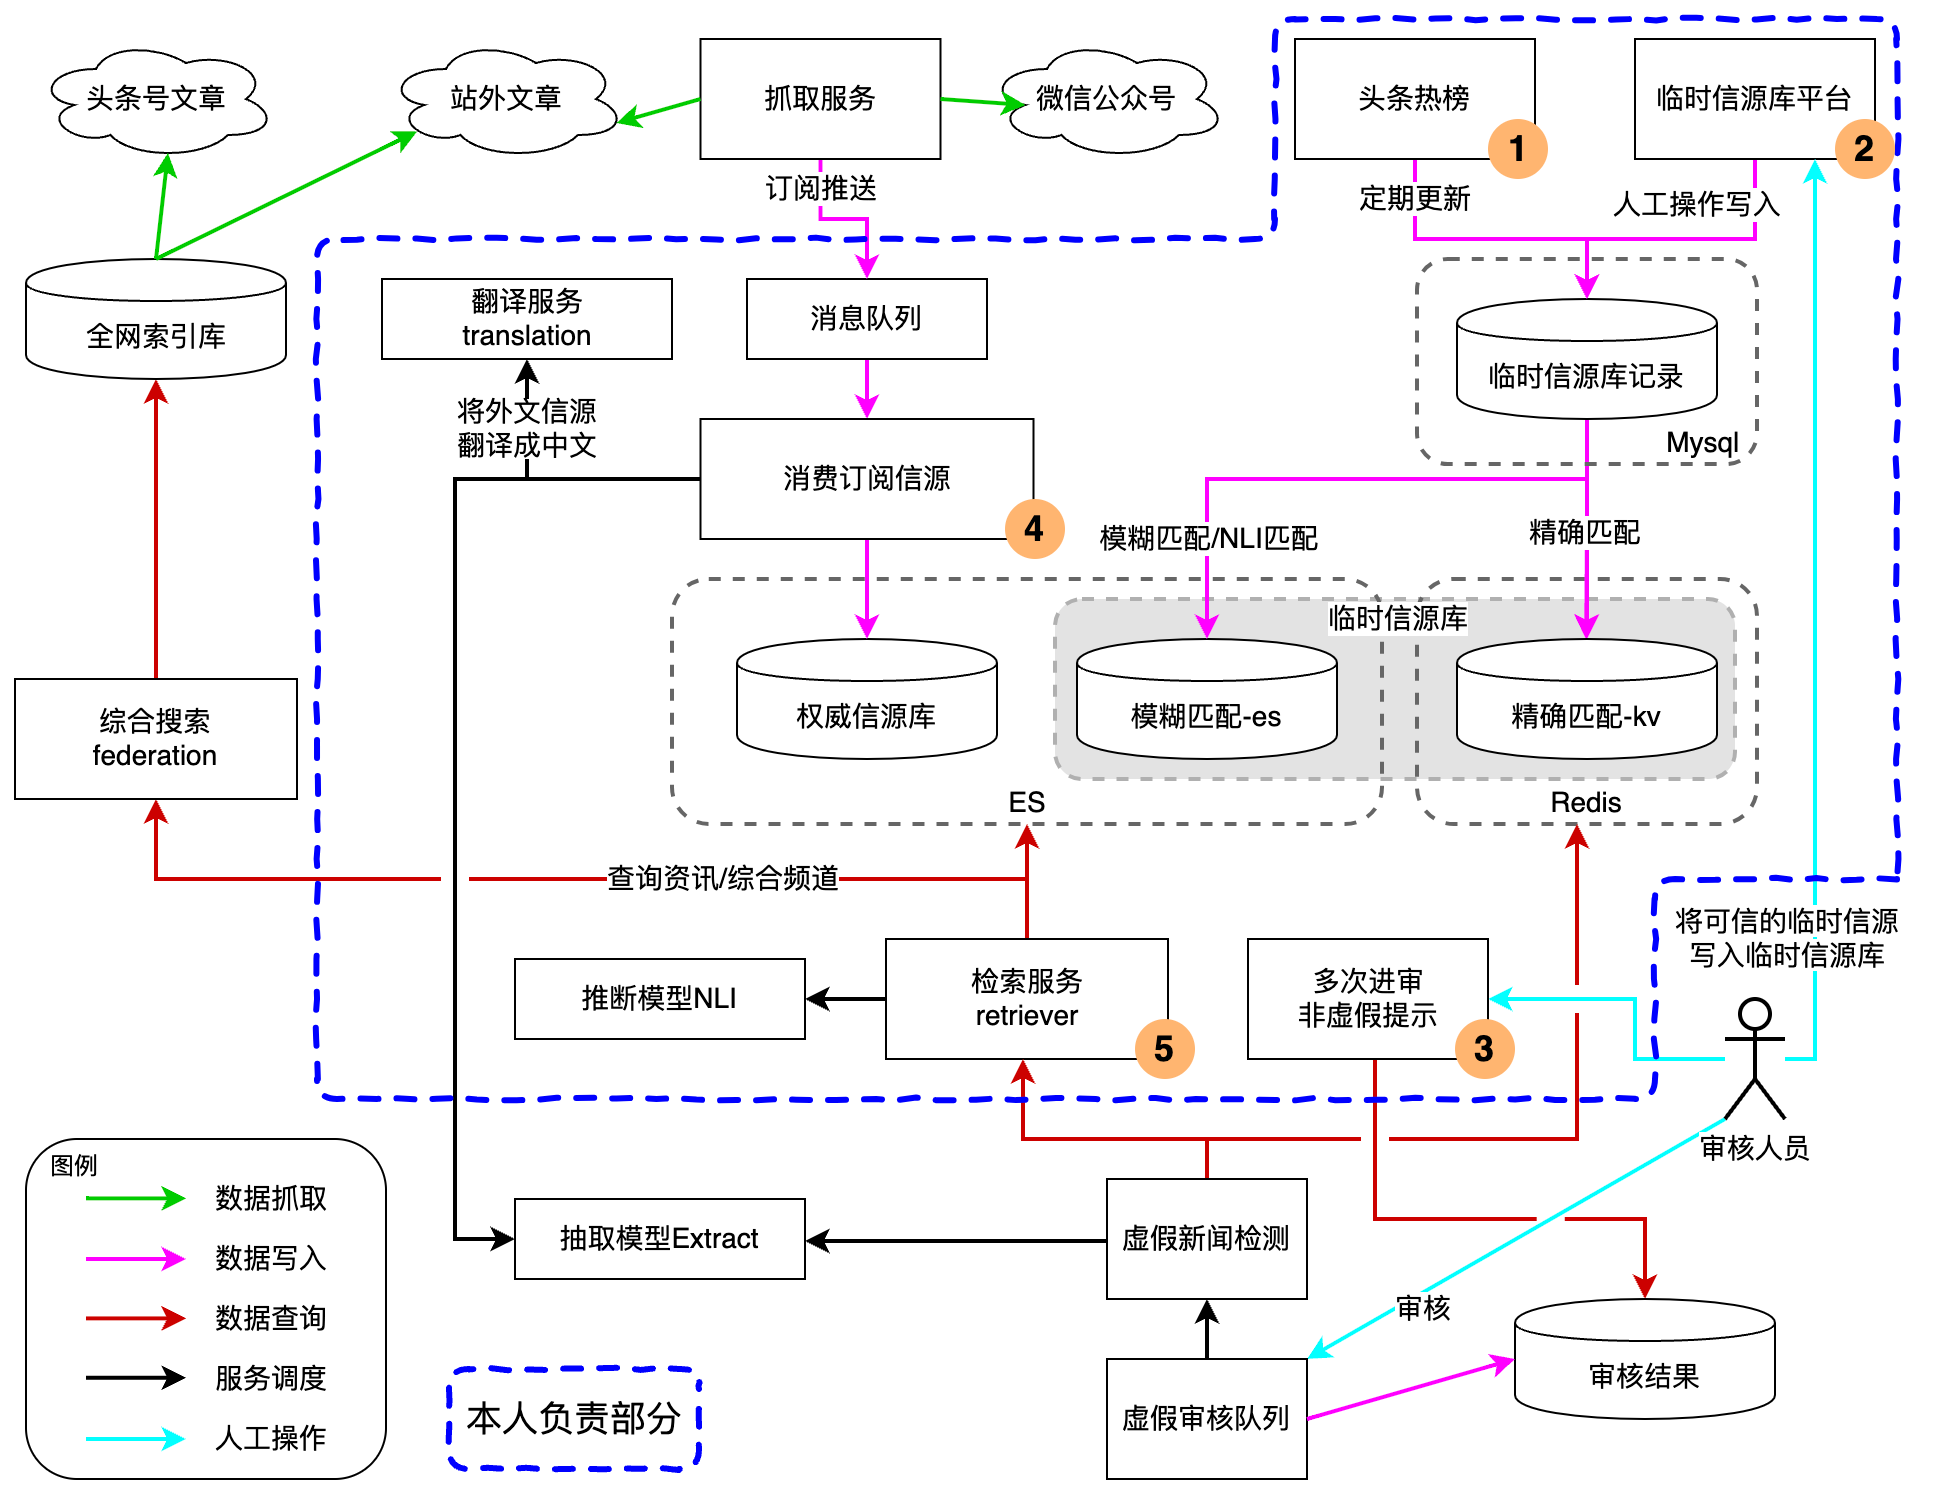 头条号文章
站外文章
抓取服务
微信公众号
头条热榜
1
临时信源库平台
2
订阅推送
定期更新
人工操作写入
全网索引库
翻译服务
translation
消息队列
临时信源库记录
Mysql
将外文信源
翻译成中文
消费订阅信源
4
模糊匹配/NLI匹配
精确匹配
临时信源库
权威信源库
模糊匹配-es
精确匹配-kv
ES
Redis
综合搜索
federation
查询资讯/综合频道
将可信的临时信源
写入临时信源库
推断模型NLI
检索服务
retriever
5
多次进审
非虚假提示
3
审核人员
图例
数据抓取
数据写入
数据查询
服务调度
人工操作
抽取模型Extract
虚假新闻检测
审核
本人负责部分
虚假审核队列
审核结果